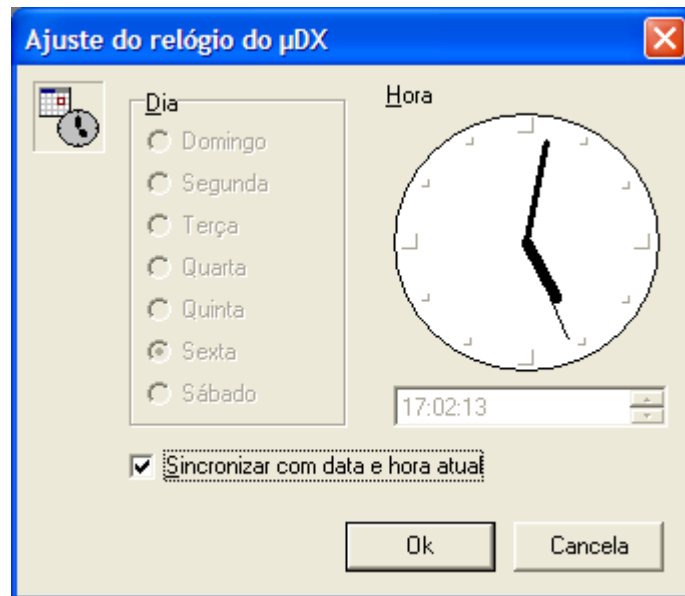 Ajuste do relógio do µDX
Dia
Domingo
Segunda
Terça
Quarta
Quinta
Sexta
Sábado
Hora
17:02:13
Sincronizar com data e hora atual
Ok
Cancela